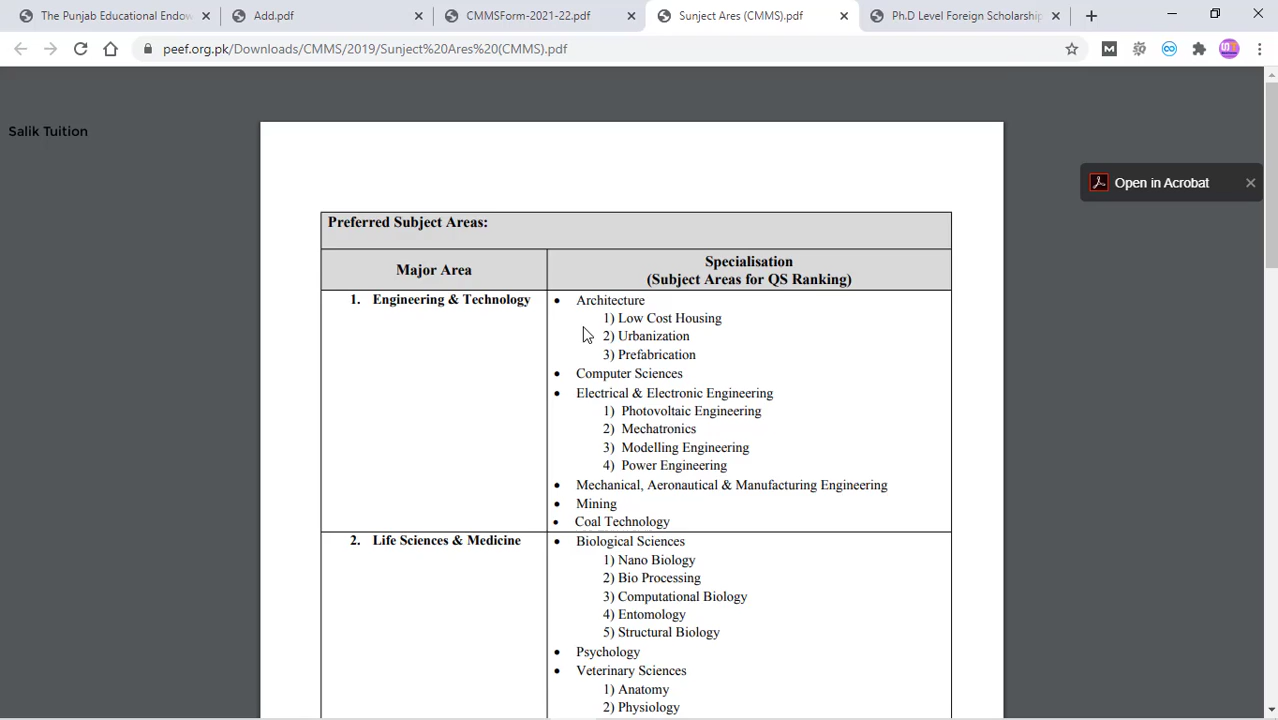 The Punjab Educational Endow
Add.pdf
CMMSForm-2021-22.pdf
Sunject Ares (CMMS).pdf
Ph.D Level Foreign Scholarship
peef.org.pk/Downloads/CMMS/2019/Sunject%20Ares%20(CMMS).pdf
Salik Tuition
Open in Acrobat
Preferred Subject Areas:
Major Area
Specialisation
(Subject Areas for QS Ranking)
1. Engineering & Technology
• Architecture
1) Low Cost Housing
2) Urbanization
3) Prefabrication
• Computer Sciences
• Electrical & Electronic Engineering
1) Photovoltaic Engineering
2) Mechatronics
3) Modelling Engineering
4) Power Engineering
• Mechanical, Aeronautical & Manufacturing Engineering
• Mining
• Coal Technology
2. Life Sciences & Medicine
• Biological Sciences
1) Nano Biology
2) Bio Processing
3) Computational Biology
4) Entomology
5) Structural Biology
• Psychology
• Veterinary Sciences
1) Anatomy
2) Physiology